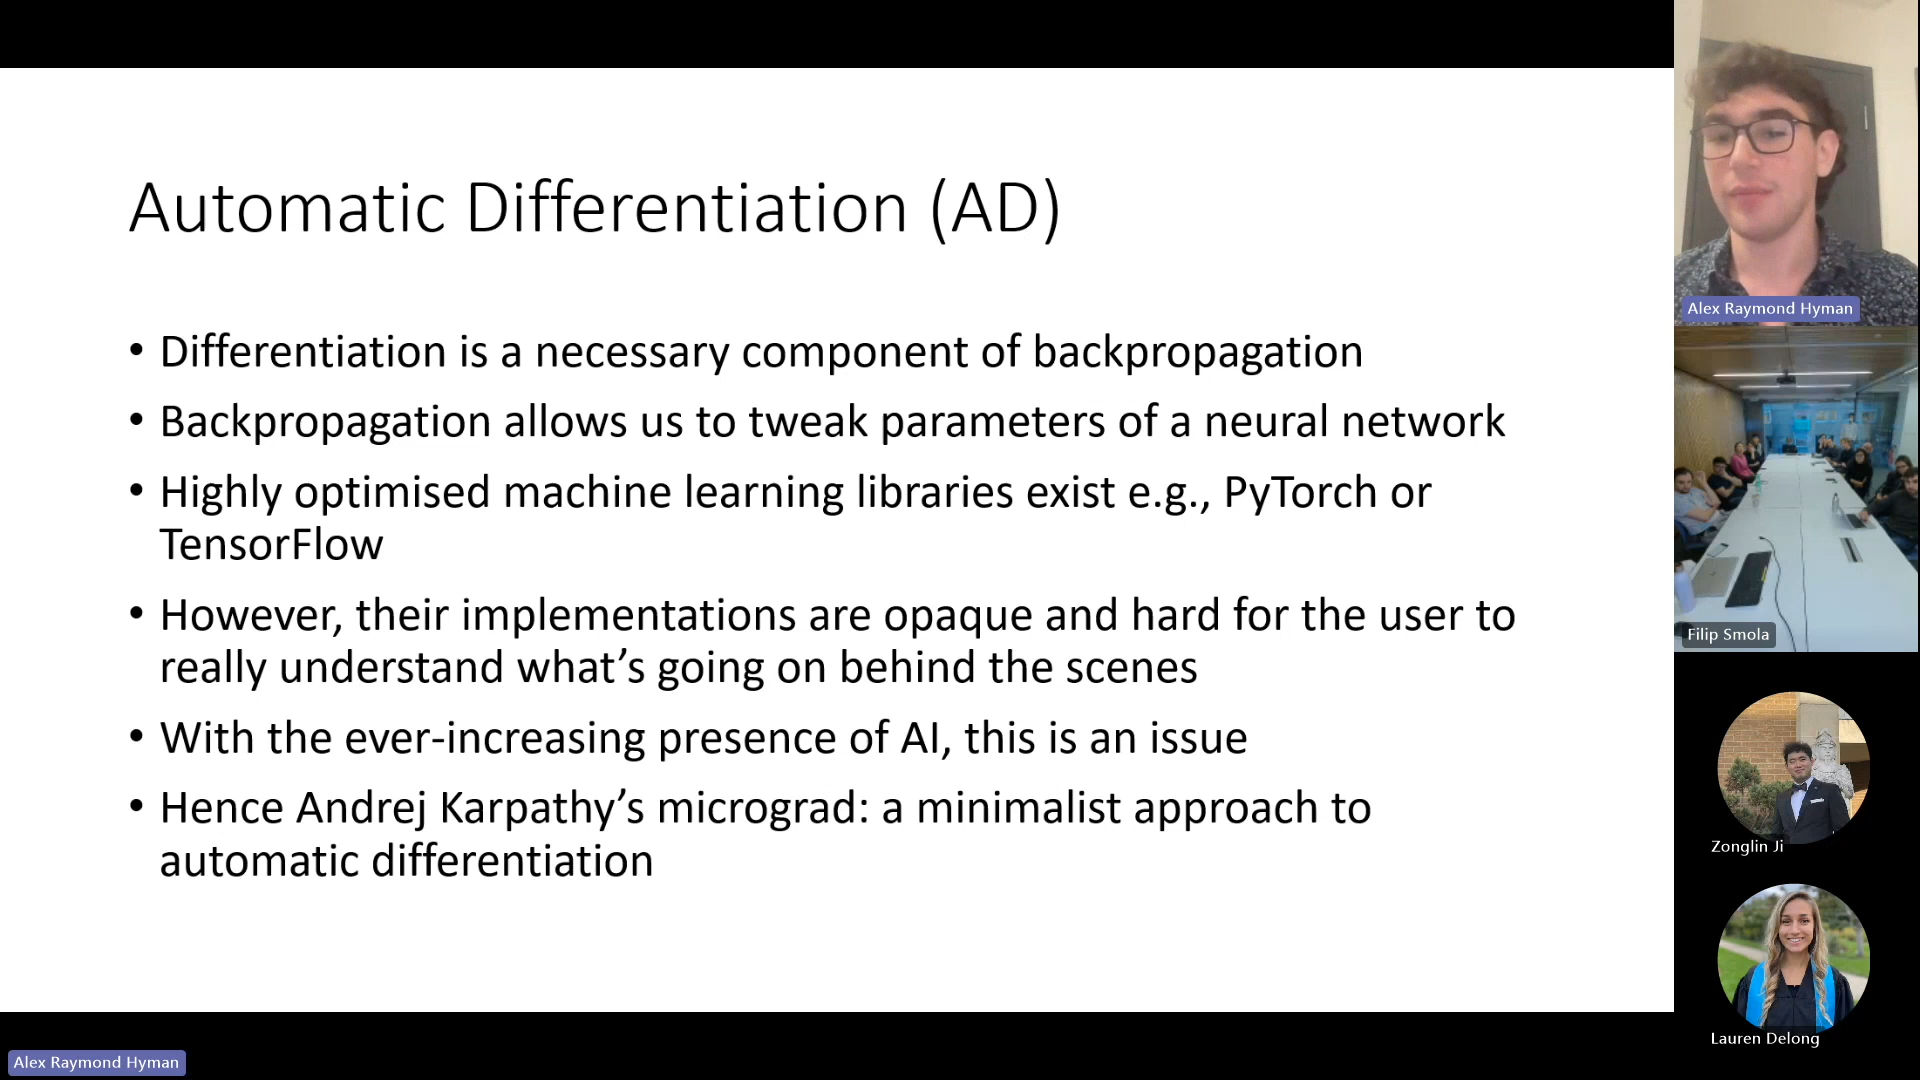 Automatic Differentiation (AD)
• Differentiation is a necessary component of backpropagation
• Backpropagation allows us to tweak parameters of a neural network
• Highly optimised machine learning libraries exist e.g., PyTorch or
TensorFlow
• However, their implementations are opaque and hard for the user to
really understand what’s going on behind the scenes
• With the ever-increasing presence of AI, this is an issue
• Hence Andrej Karpathy’s micrograd: a minimalist approach to
automatic differentiation
Alex Raymond Hyman
Filip Smola
Zonglin Ji
Lauren Delong
Alex Raymond Hyman